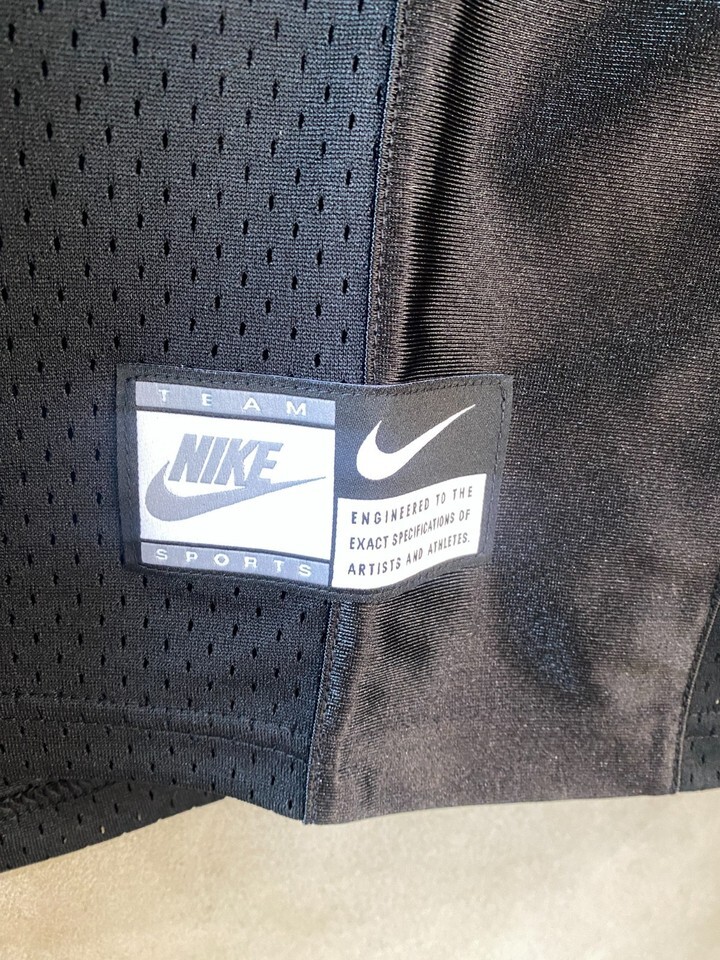 TEAM
NIKE
SPORTS
ENGINEERED TO THE
EXACT SPECIFICATIONS OF
ARTISTS AND ATHLETES.